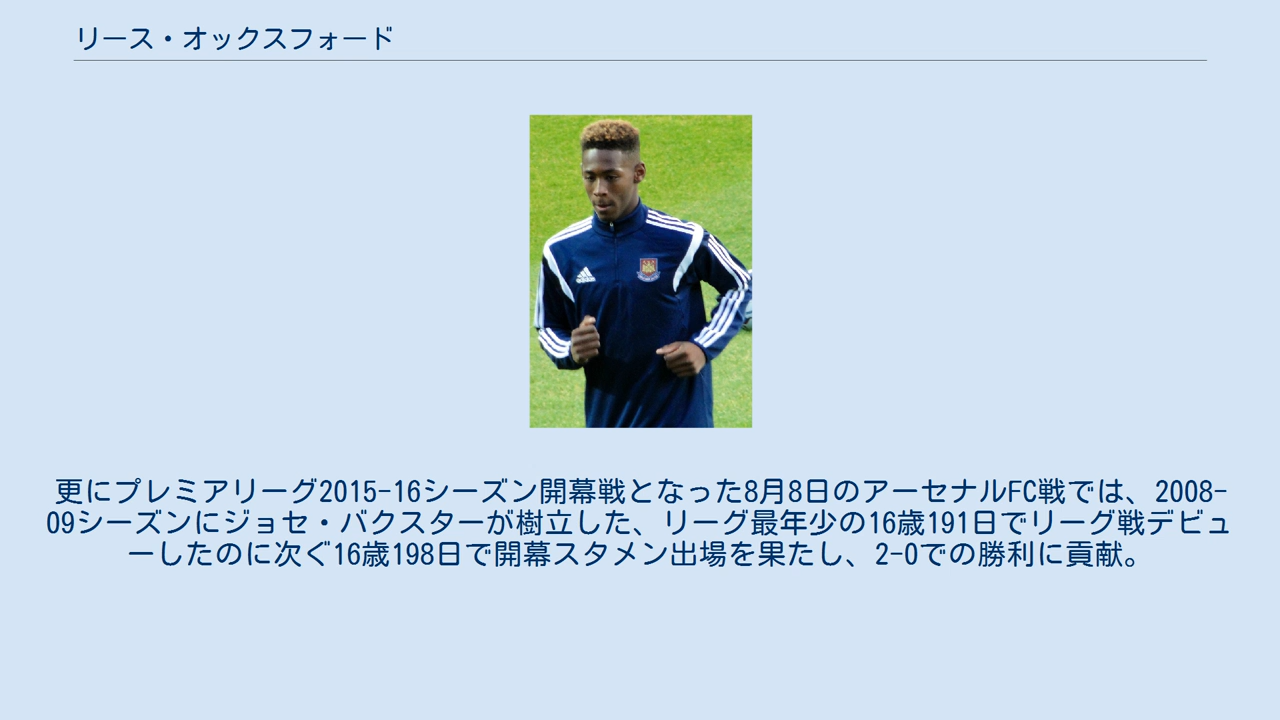 リース・オックスフォード
adidas
更にプレミアリーグ2015-16シーズン開幕戦となった8月8日のアーセナルFC戦では、2008-
09シーズンにジョセ・バクスターが樹立した、リーグ最年少の16歳191日でリーグ戦デビュ
ーしたのに次ぐ16歳198日で開幕スタメン出場を果たし、2-0での勝利に貢献。